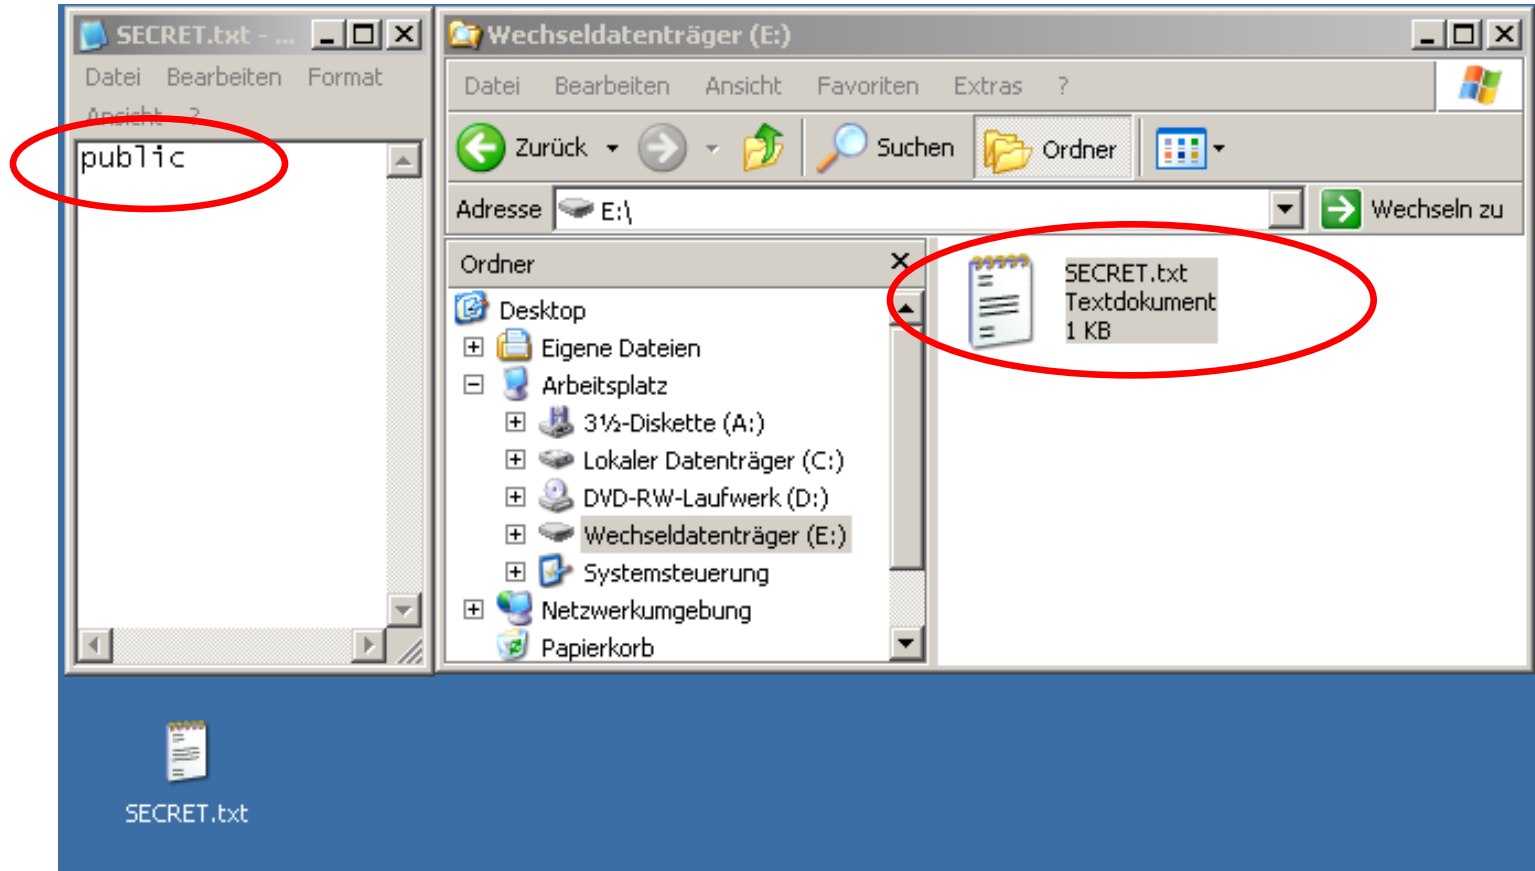 SECRET.txt - ...
Datei Bearbeiten Format
Ansicht ?
public
Wechseldatenträger (E:)
Datei Bearbeiten Ansicht Favoriten Extras ?
Zurück Suchen Ordner
Adresse E:\ Wechseln zu
Ordner
Desktop
Eigene Dateien
Arbeitsplatz
3½-Diskette (A:)
Lokaler Datenträger (C:)
DVD-RW-Laufwerk (D:)
Wechseldatenträger (E:)
Systemsteuerung
Netzwerkumgebung
Papierkorb
SECRET.txt
Textdokument
1 KB
SECRET.txt